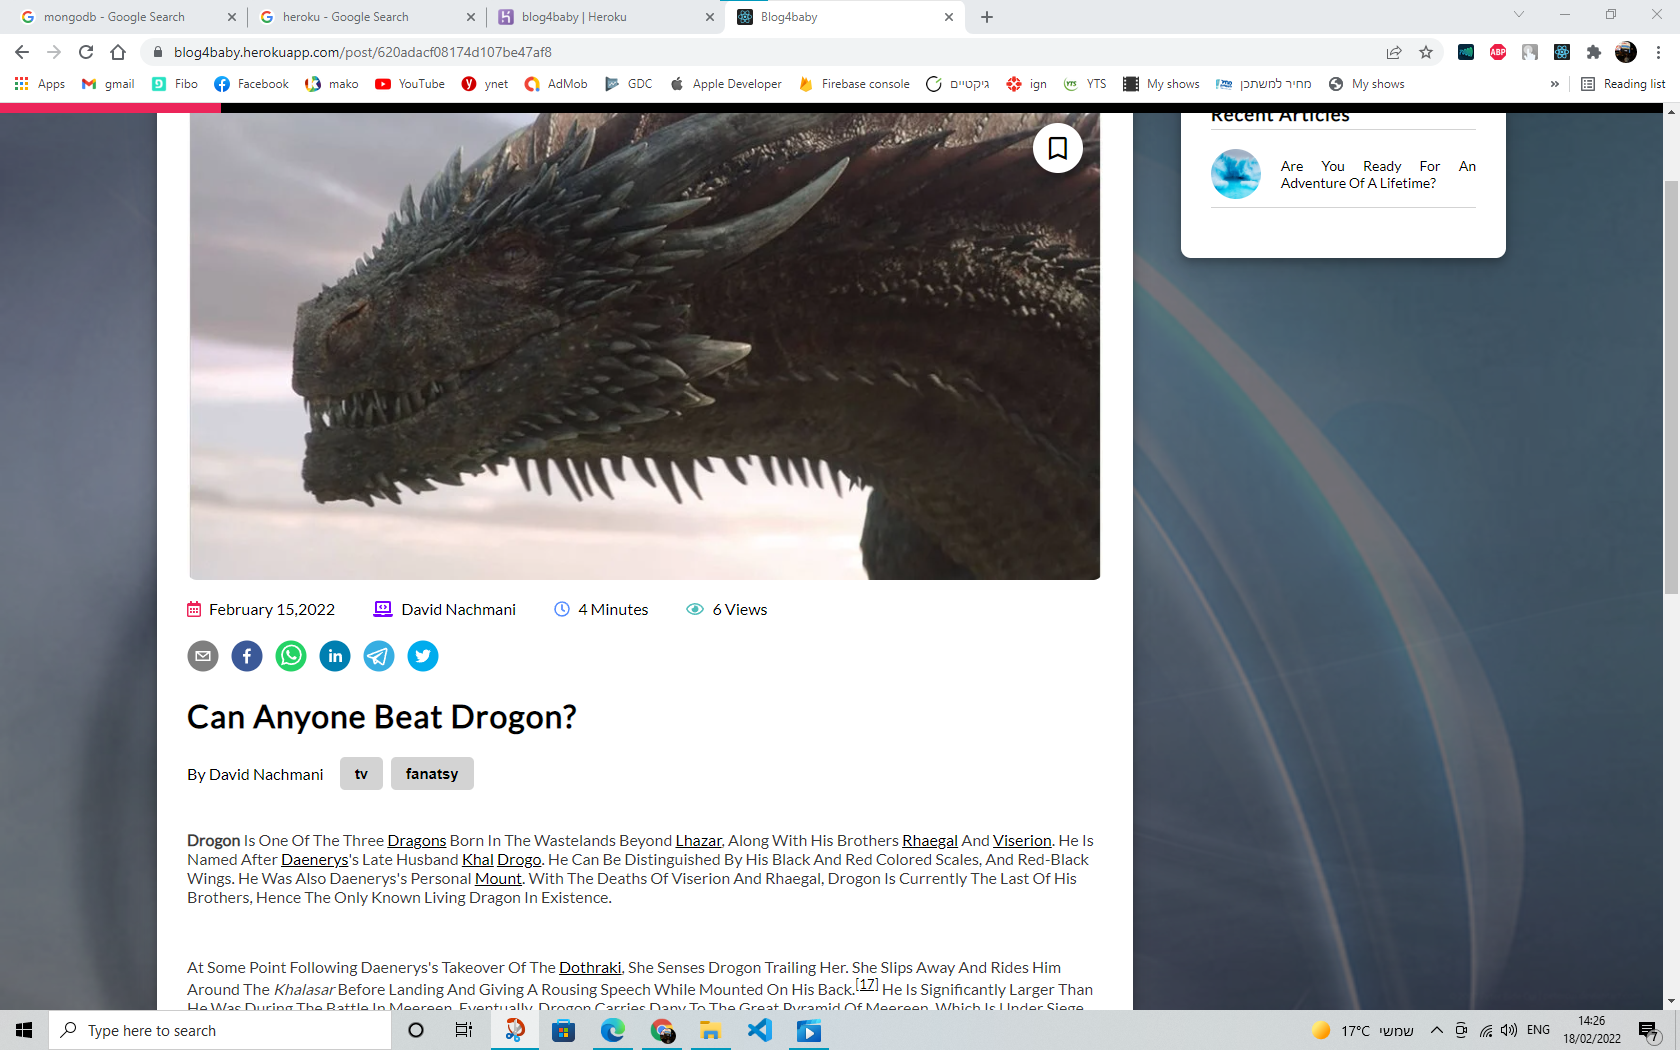 mongodb - Google Search
heroku - Google Search
blog4baby | Heroku
Blog4baby
blog4baby.herokuapp.com/post/620adacf08174d107be47af8
ABP
Apps
gmail
Fibo
Facebook
mako
YouTube
ynet
AdMob
GDC
Apple Developer
Firebase console
גיקטיים
ign
YTS
My shows
מחיר למשתכן
My shows
»
Reading list
Recent Articles
Are You Ready For An
Adventure Of A Lifetime?
February 15,2022
David Nachmani
4 Minutes
6 Views
Can Anyone Beat Drogon?
By David Nachmani
tv
fanatsy
Drogon Is One Of The Three Dragons Born In The Wastelands Beyond Lhazar, Along With His Brothers Rhaegal And Viserion. He Is
Named After Daenerys's Late Husband Khal Drogo. He Can Be Distinguished By His Black And Red Colored Scales, And Red-Black
Wings. He Was Also Daenerys's Personal Mount. With The Deaths Of Viserion And Rhaegal, Drogon Is Currently The Last Of His
Brothers, Hence The Only Known Living Dragon In Existence.
At Some Point Following Daenerys's Takeover Of The Dothraki, She Senses Drogon Trailing Her. She Slips Away And Rides Him
Around The Khalasar Before Landing And Giving A Rousing Speech While Mounted On His Back.[17] He Is Significantly Larger Than
He Was During The Battle In Meereen. Eventually, Drogon Carries Dany To The Great Pyramid Of Meereen, Which Is Under Siege
Type here to search
17°C שמשי
ENG
14:26
18/02/2022
7